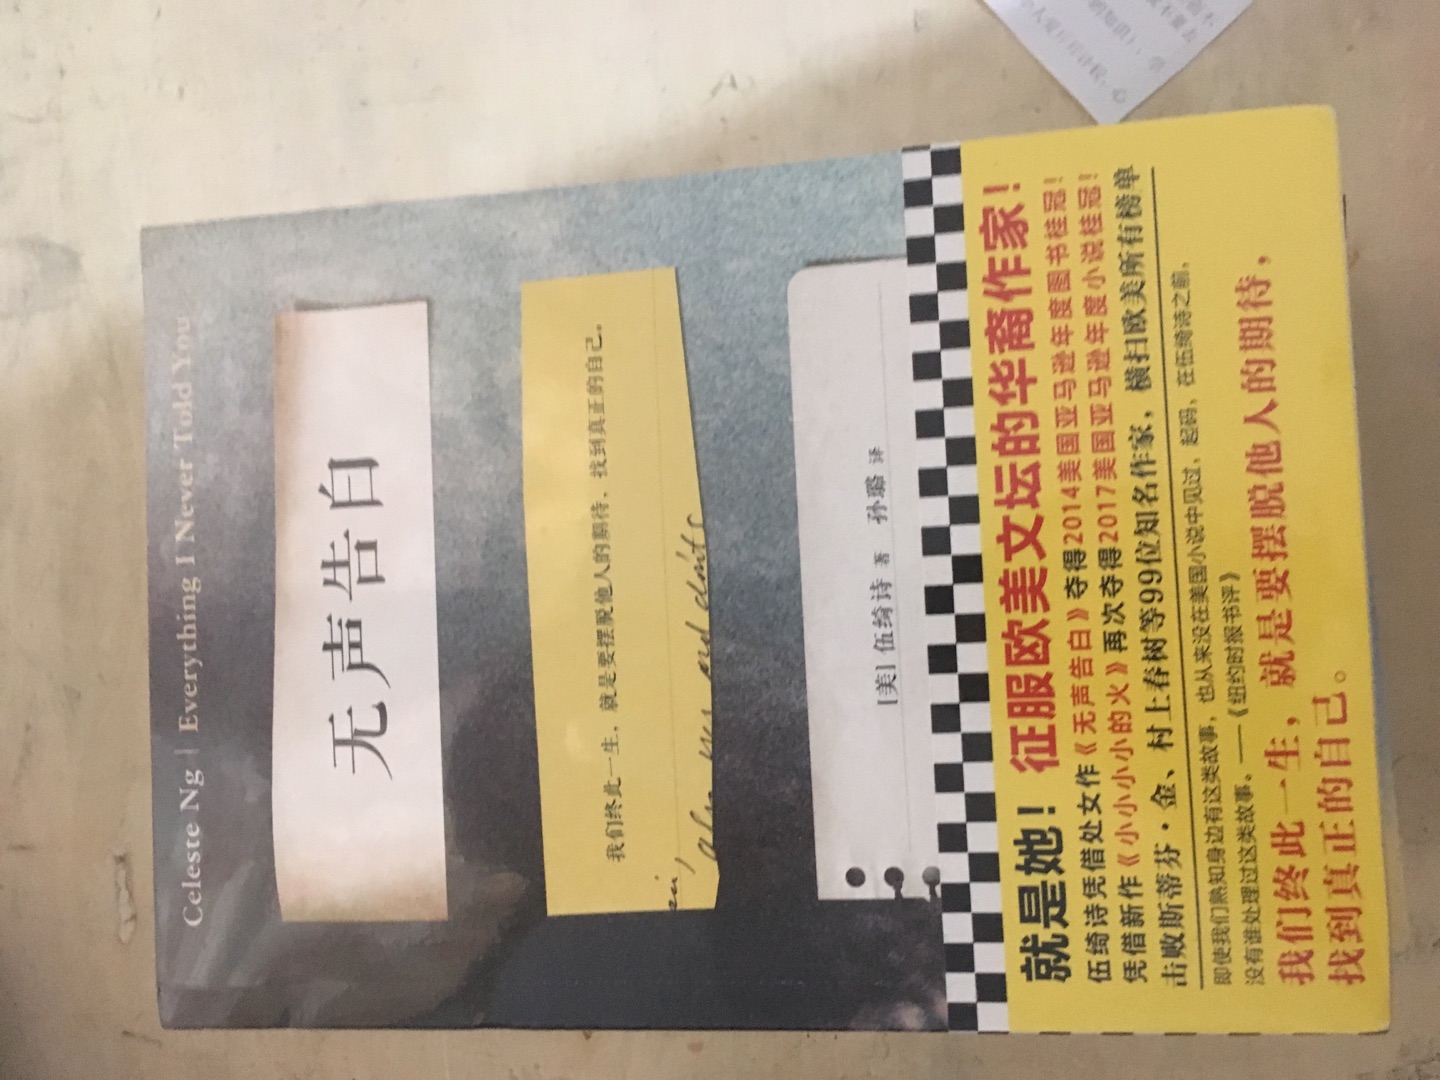 Celeste Ng | Everything I Never Told You
无声告白
我们终此一生，就是要摆脱他人的期待，找到真正的自己。
[美] 伍绮诗 著 孙璐 译
就是她！征服欧美文坛的华裔作家！
伍绮诗凭借处女作《无声告白》夺得2014美国亚马逊年度图书桂冠！
凭借新作《小小小小的火》再次夺得2017美国亚马逊年度小说桂冠！
击败斯蒂芬·金、村上春树等99位知名作家，横扫欧美所有榜单
即使我们熟知身边有这类故事，也从来没在美国小说中见过，起码，在伍绮诗之前，
没有谁处理过这类故事。——《纽约时报书评》
我们终此一生，就是要摆脱他人的期待，
找到真正的自己。